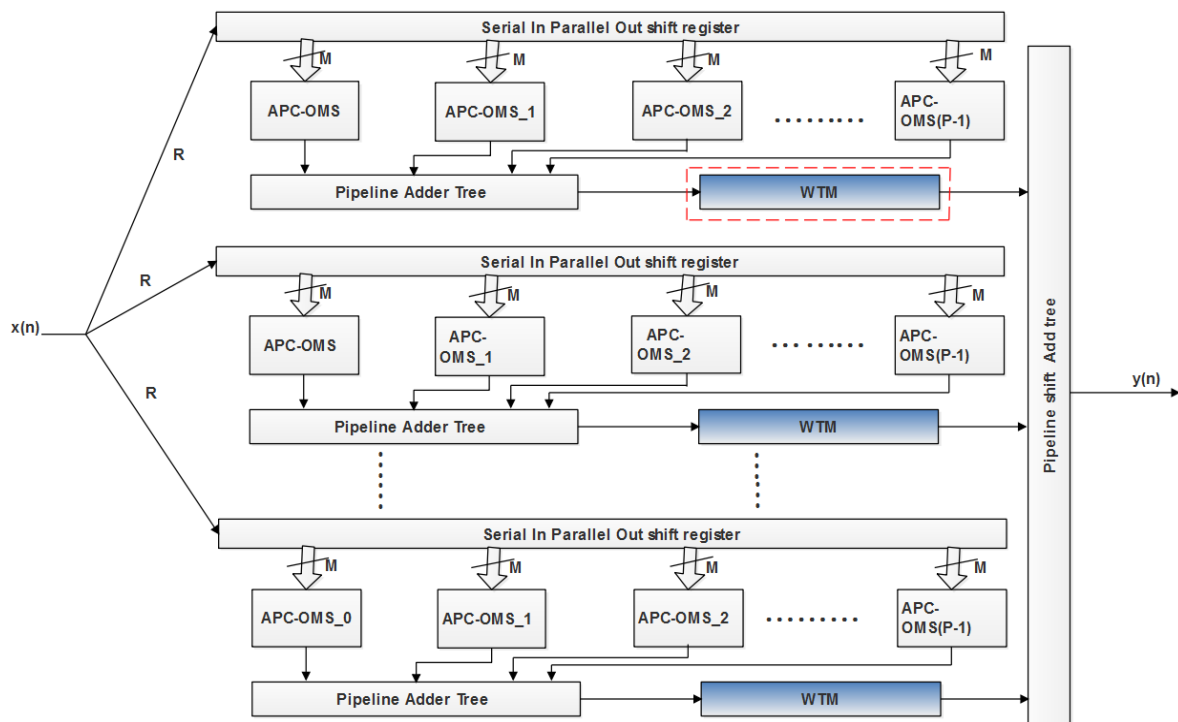 Serial In Parallel Out shift register
M M M M
APC-OMS APC-OMS_1 APC-OMS_2 ......... APC-
OMS(P-1)
R
Pipeline Adder Tree WTM
Serial In Parallel Out shift register
R
M M M M
x(n)
APC-OMS APC-
OMS_1 APC-
OMS_2 ......... APC-
OMS(P-1)
R
Pipeline Adder Tree WTM
Pipeline shift Add tree
y(n)
Serial In Parallel Out shift register
M M M M
APC-OMS_0 APC-OMS_1 APC-OMS_2 ......... APC-
OMS(P-1)
Pipeline Adder Tree WTM